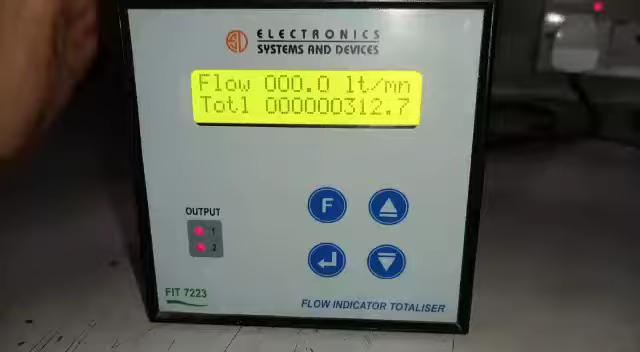 ELECTRONICS
SYSTEMS AND DEVICES
Flow 000.0 lt/mn
Totl 000000312.7
F
OUTPUT
1
2
FIT 7223
FLOW INDICATOR TOTALISER